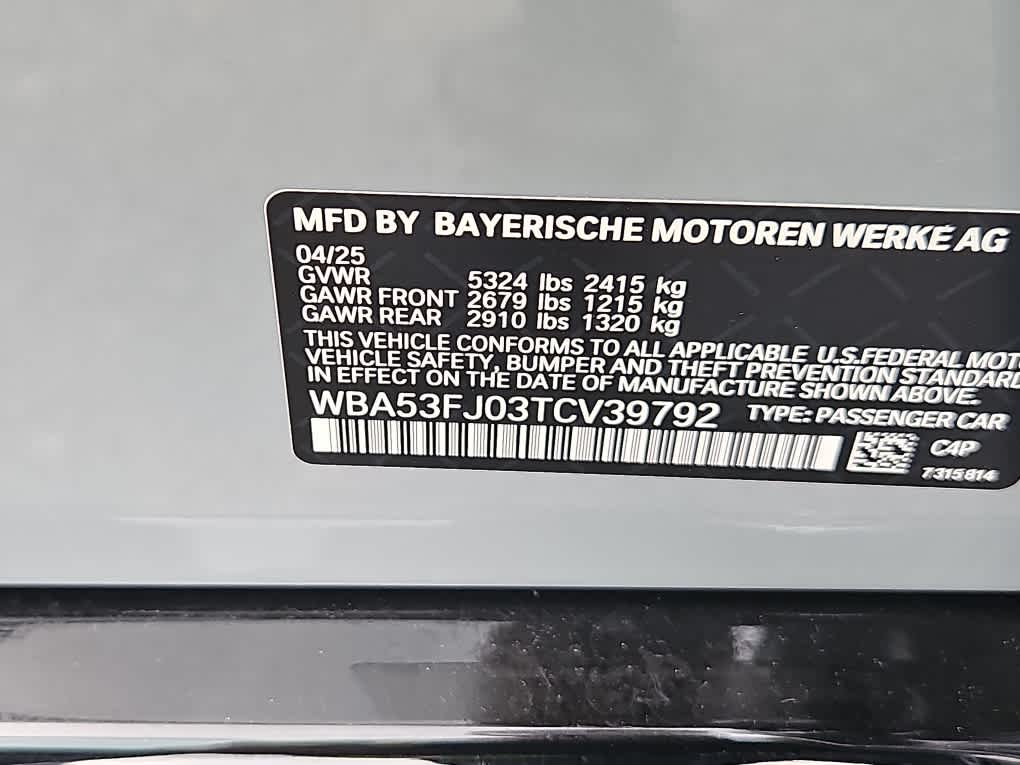 MFD BY BAYERISCHE MOTOREN WERKE AG
04/25
GVWR 5324 lbs 2415 kg
GAWR FRONT 2679 lbs 1215 kg
GAWR REAR 2910 lbs 1320 kg
THIS VEHICLE CONFORMS TO ALL APPLICABLE U.S.FEDERAL MOTO
VEHICLE SAFETY, BUMPER AND THEFT PREVENTION STANDARD
IN EFFECT ON THE DATE OF MANUFACTURE SHOWN ABOVE.
WBA53FJ03TCV39792 TYPE: PASSENGER CAR
C4P
7315814